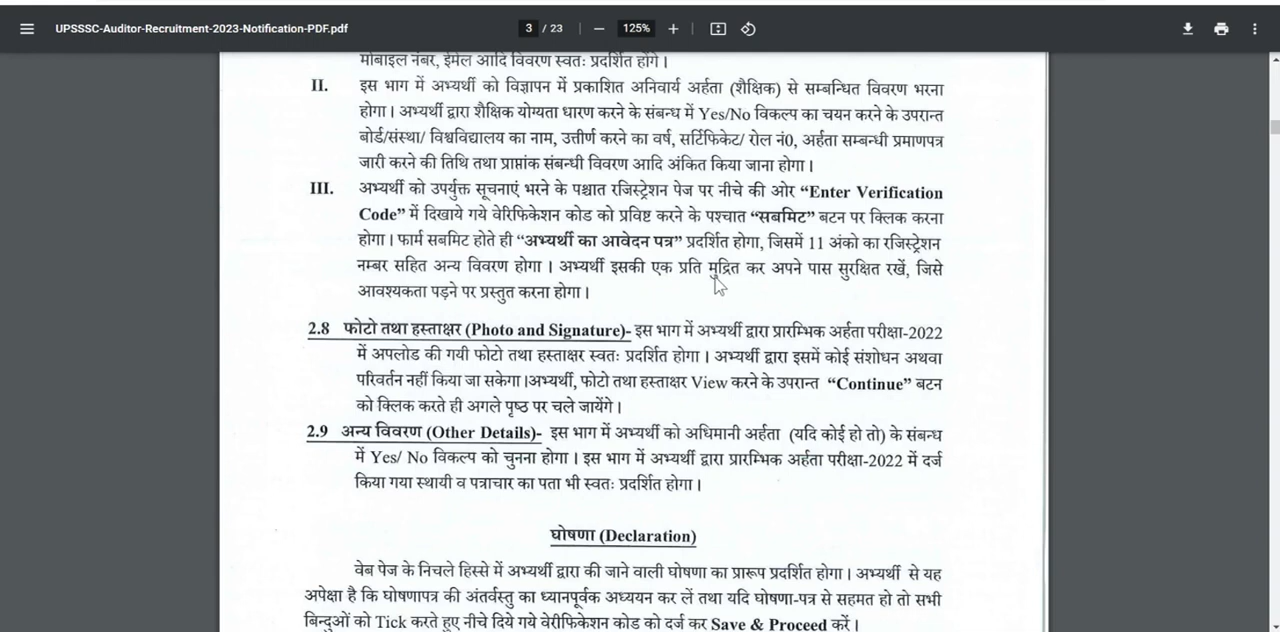 UPSSSC-Auditor-Recruitment-2023-Notification-PDF.pdf 3 / 23 125%
मोबाइल नंबर, ईमेल आदि विवरण स्वतः प्रदर्शित होंगे।
II. इस भाग में अभ्यर्थी को विज्ञापन में प्रकाशित अनिवार्य अर्हता (शैक्षिक) से सम्बन्धित विवरण भरना
होगा। अभ्यर्थी द्वारा शैक्षिक योग्यता धारण करने के संबन्ध में Yes/No विकल्प का चयन करने के उपरान्त
बोर्ड/संस्था/ विश्वविद्यालय का नाम, उत्तीर्ण करने का वर्ष, सर्टिफिकेट/ रोल नं0, अर्हता सम्बन्धी प्रमाणपत्र
जारी करने की तिथि तथा प्राप्तांक संबन्धी विवरण आदि अंकित किया जाना होगा।
III. अभ्यर्थी को उपर्युक्त सूचनाएं भरने के पश्चात रजिस्ट्रेशन पेज पर नीचे की ओर “Enter Verification
Code” में दिखाये गये वेरिफिकेशन कोड को प्रविष्ट करने के पश्चात “सबमिट” बटन पर क्लिक करना
होगा। फार्म सबमिट होते ही “अभ्यर्थी का आवेदन पत्र” प्रदर्शित होगा, जिसमें 11 अंको का रजिस्ट्रेशन
नम्बर सहित अन्य विवरण होगा। अभ्यर्थी इसकी एक प्रति मुद्रित कर अपने पास सुरक्षित रखें, जिसे
आवश्यकता पड़ने पर प्रस्तुत करना होगा।
2.8 फोटो तथा हस्ताक्षर (Photo and Signature)- इस भाग में अभ्यर्थी द्वारा प्रारम्भिक अर्हता परीक्षा-2022
में अपलोड की गयी फोटो तथा हस्ताक्षर स्वतः प्रदर्शित होगा। अभ्यर्थी द्वारा इसमें कोई संशोधन अथवा
परिवर्तन नहीं किया जा सकेगा।अभ्यर्थी, फोटो तथा हस्ताक्षर View करने के उपरान्त “Continue” बटन
को क्लिक करते ही अगले पृष्ठ पर चले जायेंगे।
2.9 अन्य विवरण (Other Details)- इस भाग में अभ्यर्थी को अधिमानी अर्हता (यदि कोई हो तो) के संबन्ध
में Yes/ No विकल्प को चुनना होगा। इस भाग में अभ्यर्थी द्वारा प्रारम्भिक अर्हता परीक्षा-2022 में दर्ज
किया गया स्थायी व पत्राचार का पता भी स्वतः प्रदर्शित होगा।
घोषणा (Declaration)
वेब पेज के निचले हिस्से में अभ्यर्थी द्वारा की जाने वाली घोषणा का प्रारूप प्रदर्शित होगा। अभ्यर्थी से यह
अपेक्षा है कि घोषणापत्र की अंतर्वस्तु का ध्यानपूर्वक अध्ययन कर लें तथा यदि घोषणा-पत्र से सहमत हो तो सभी
बिन्दुओं को Tick करते हुए नीचे दिये गये वेरीफिकेशन कोड को दर्ज कर Save & Proceed करें।